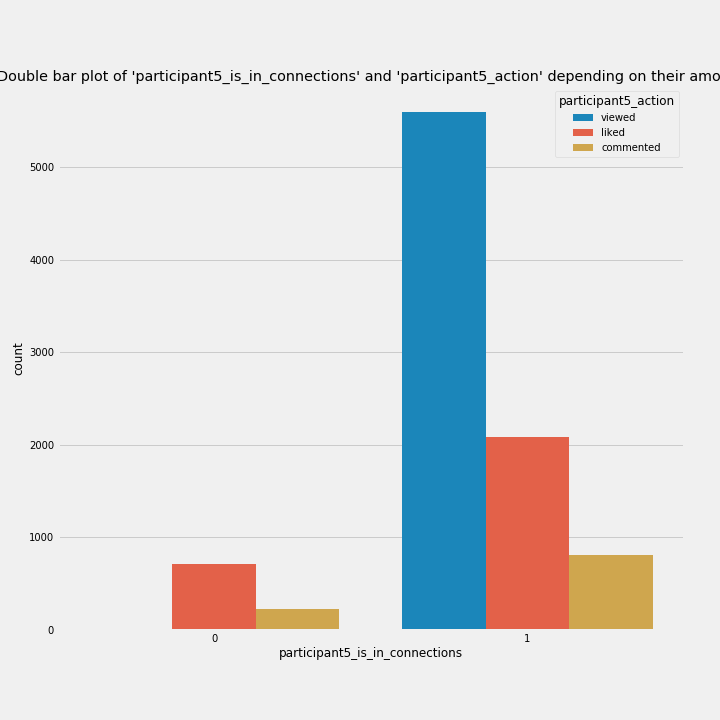 Double bar plot of 'participant5_is_in_connections' and 'participant5_action' depending on their amo
participant5_action
viewed
liked
commented
5000
4000
3000
2000
1000
0
count
0 1
participant5_is_in_connections